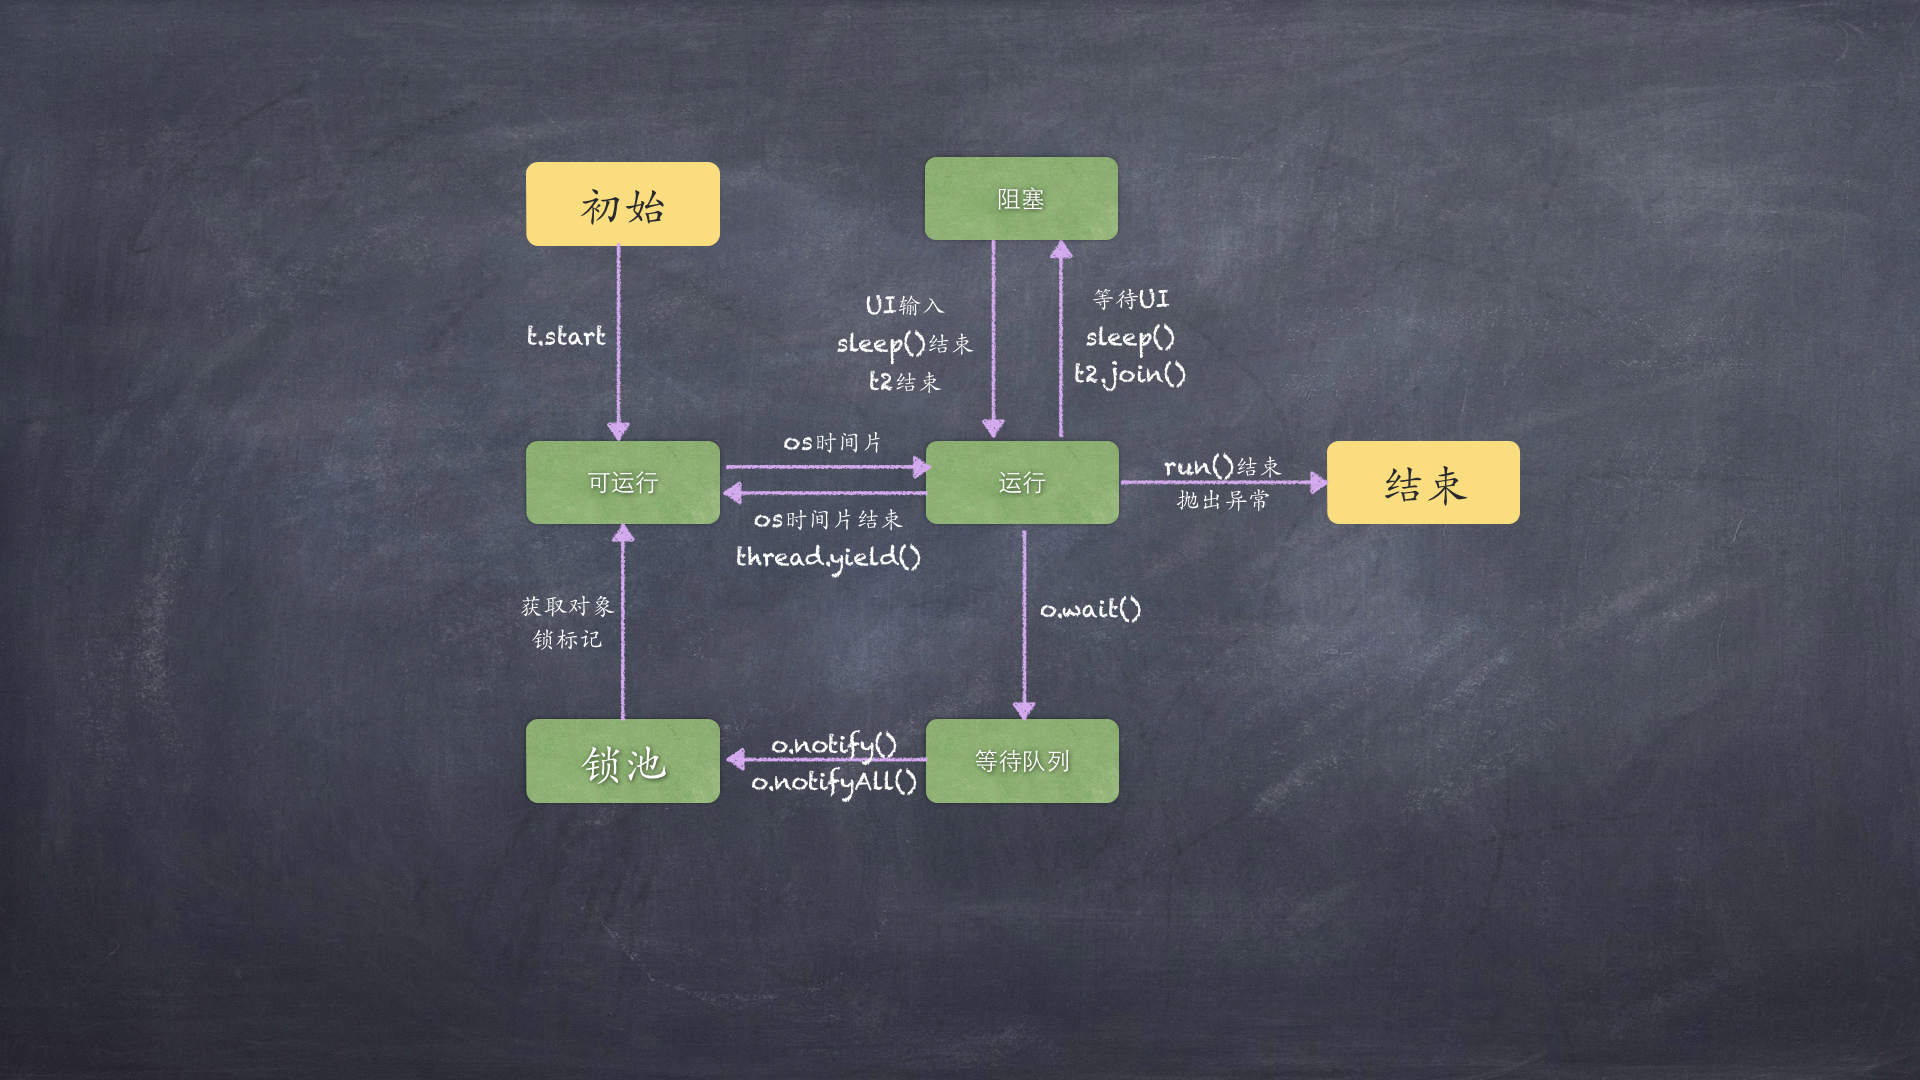 初始
阻塞
t.start
UI输入
sleep()结束
t2结束
等待UI
sleep()
t2.join()
可运行
os时间片
os时间片结束
thread.yield()
运行
run()结束
抛出异常
结束
获取对象
锁标记
o.wait()
锁池
o.notify()
o.notifyAll()
等待队列